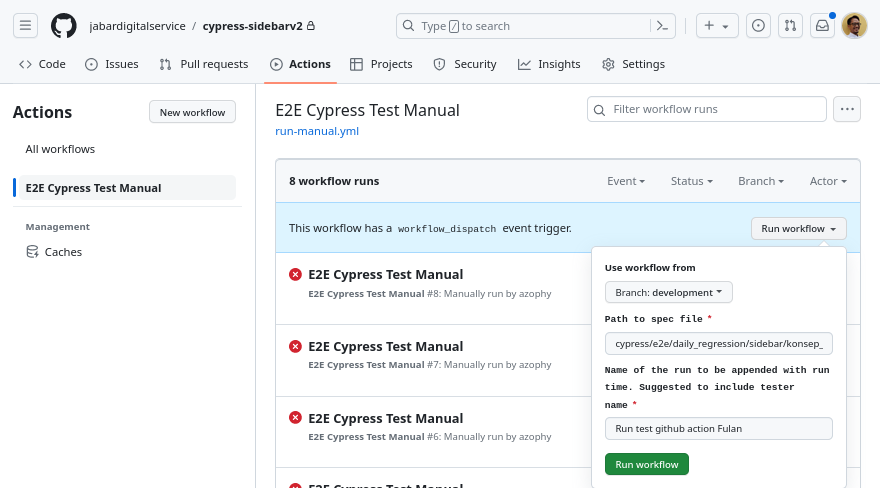 jabardigitalservice / cypress-sidebarv2
Type / to search
Code
Issues
Pull requests
Actions
Projects
Security
Insights
Settings
Actions
New workflow
All workflows
E2E Cypress Test Manual
Management
Caches
E2E Cypress Test Manual
run-manual.yml
Filter workflow runs
8 workflow runs
Event
Status
Branch
Actor
This workflow has a workflow_dispatch event trigger.
Run workflow
E2E Cypress Test Manual
E2E Cypress Test Manual #8: Manually run by azophy
E2E Cypress Test Manual
E2E Cypress Test Manual #7: Manually run by azophy
E2E Cypress Test Manual
E2E Cypress Test Manual #6: Manually run by azophy
E2E Cypress Test Manual
Use workflow from
Branch: development
Path to spec file *
cypress/e2e/daily_regression/sidebar/konsep_
Name of the run to be appended with run
time. Suggested to include tester
name *
Run test github action Fulan
Run workflow